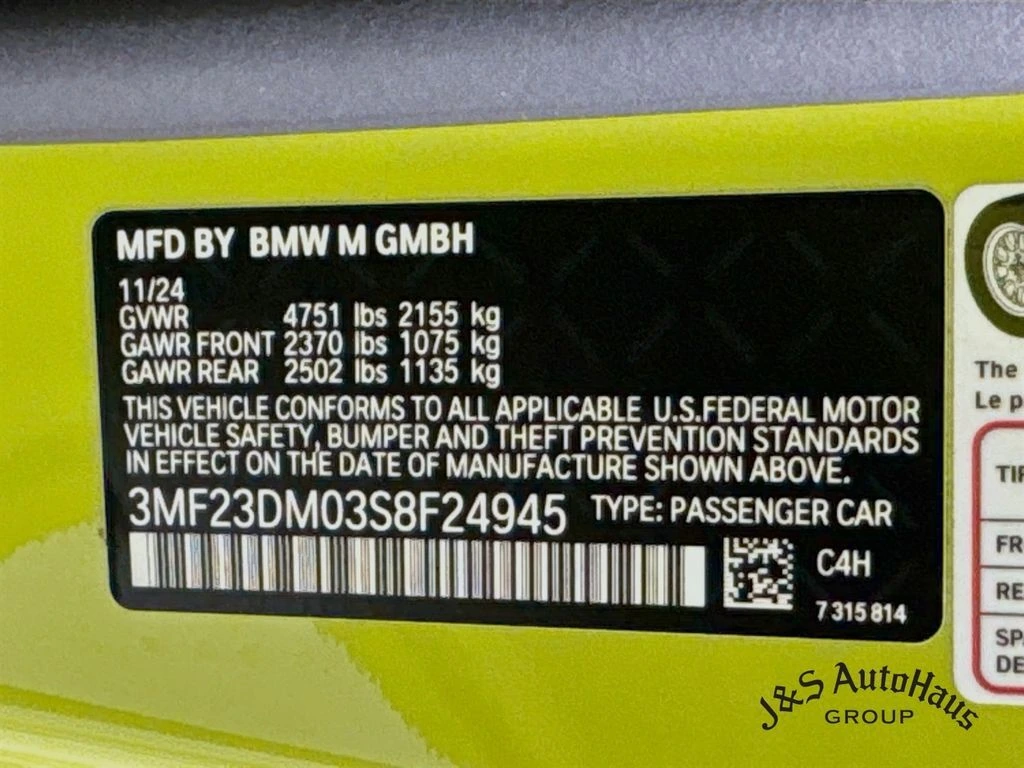 MFD BY BMW M GMBH
11/24
GVWR 4751 lbs 2155 kg
GAWR FRONT 2370 lbs 1075 kg
GAWR REAR 2502 lbs 1135 kg
THIS VEHICLE CONFORMS TO ALL APPLICABLE U.S.FEDERAL MOTOR
VEHICLE SAFETY, BUMPER AND THEFT PREVENTION STANDARDS
IN EFFECT ON THE DATE OF MANUFACTURE SHOWN ABOVE.
3MF23DM03S8F24945 TYPE: PASSENGER CAR
C4H
7 315 814
The
Le p
TIR
FR
RE
SP
DE
J&S AutoHaus
GROUP